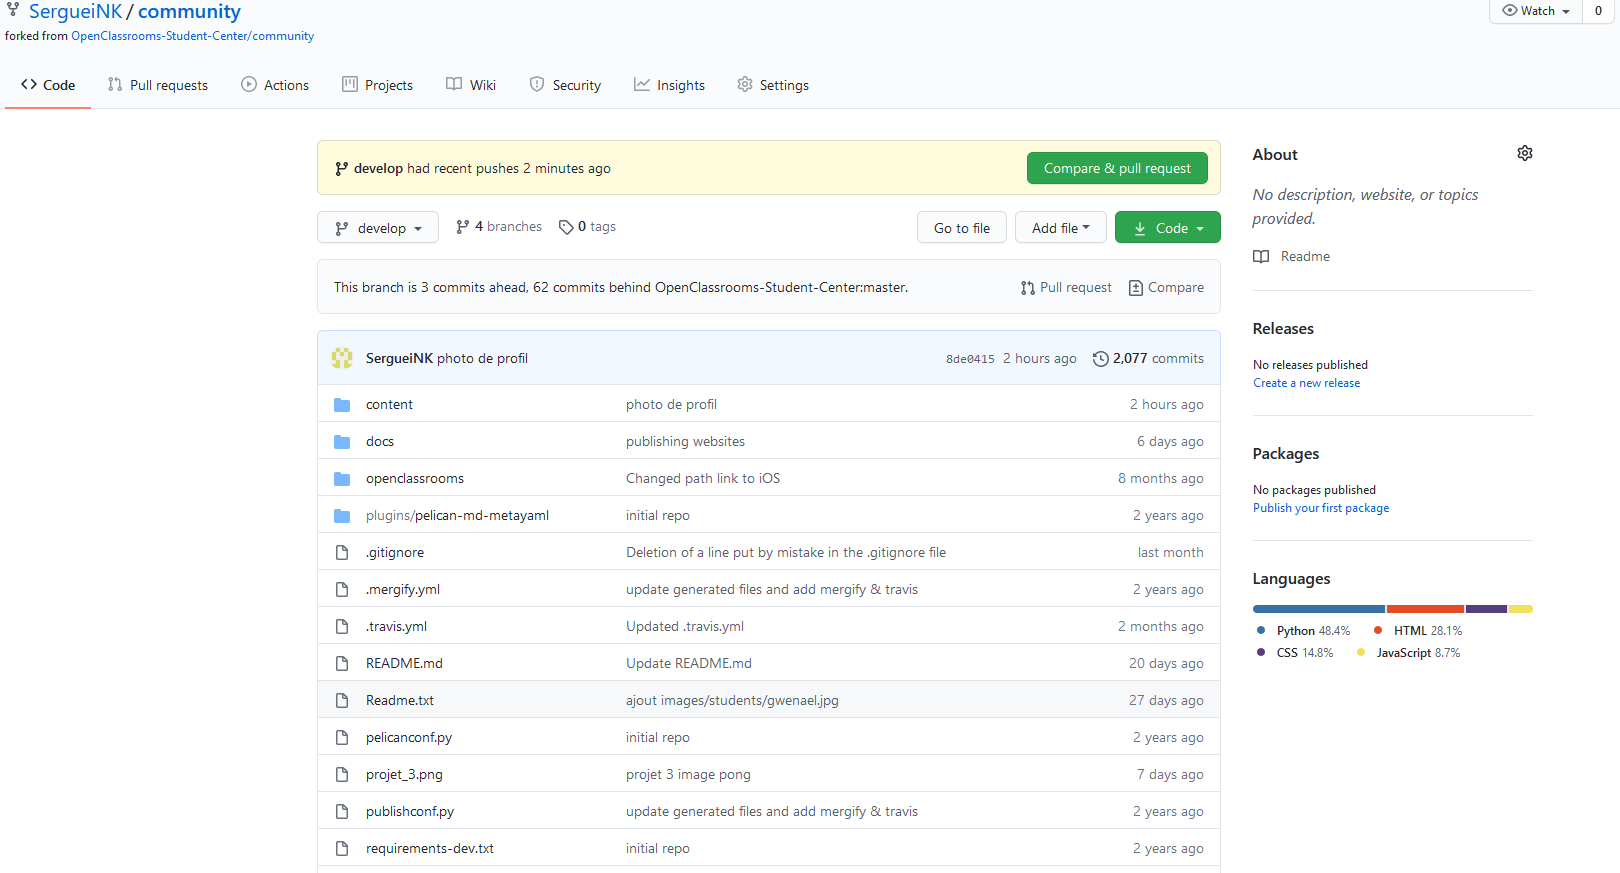 SergueiNK / community
Watch 0
forked from OpenClassrooms-Student-Center/community
Code Pull requests Actions Projects Wiki Security Insights Settings
develop had recent pushes 2 minutes ago Compare & pull request
develop 4 branches 0 tags Go to file Add file Code
This branch is 3 commits ahead, 62 commits behind OpenClassrooms-Student-Center:master. Pull request Compare
SergueiNK photo de profil 8de0415 2 hours ago 2,077 commits
content photo de profil 2 hours ago
docs publishing websites 6 days ago
openclassrooms Changed path link to iOS 8 months ago
plugins/pelican-md-metayaml initial repo 2 years ago
.gitignore Deletion of a line put by mistake in the .gitignore file last month
.mergify.yml update generated files and add mergify & travis 2 years ago
.travis.yml Updated .travis.yml 2 months ago
README.md Update README.md 20 days ago
Readme.txt ajout images/students/gwenael.jpg 27 days ago
pelicanconf.py initial repo 2 years ago
projet_3.png projet 3 image pong 7 days ago
publishconf.py update generated files and add mergify & travis 2 years ago
requirements-dev.txt initial repo 2 years ago
About
No description, website, or topics
provided.
Readme
Releases
No releases published
Create a new release
Packages
No packages published
Publish your first package
Languages
Python 48.4% HTML 28.1%
CSS 14.8% JavaScript 8.7%